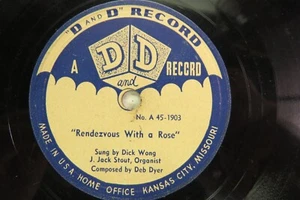 "D AND D" RECORD
D D
A and RECORD
No. A 45-1903
"Rendezvous With a Rose"
Sung by Dick Wong
J. Jack Stout, Organist
Composed by Deb Dyer
MADE IN U.S.A. HOME OFFICE KANSAS CITY, MISSOURI